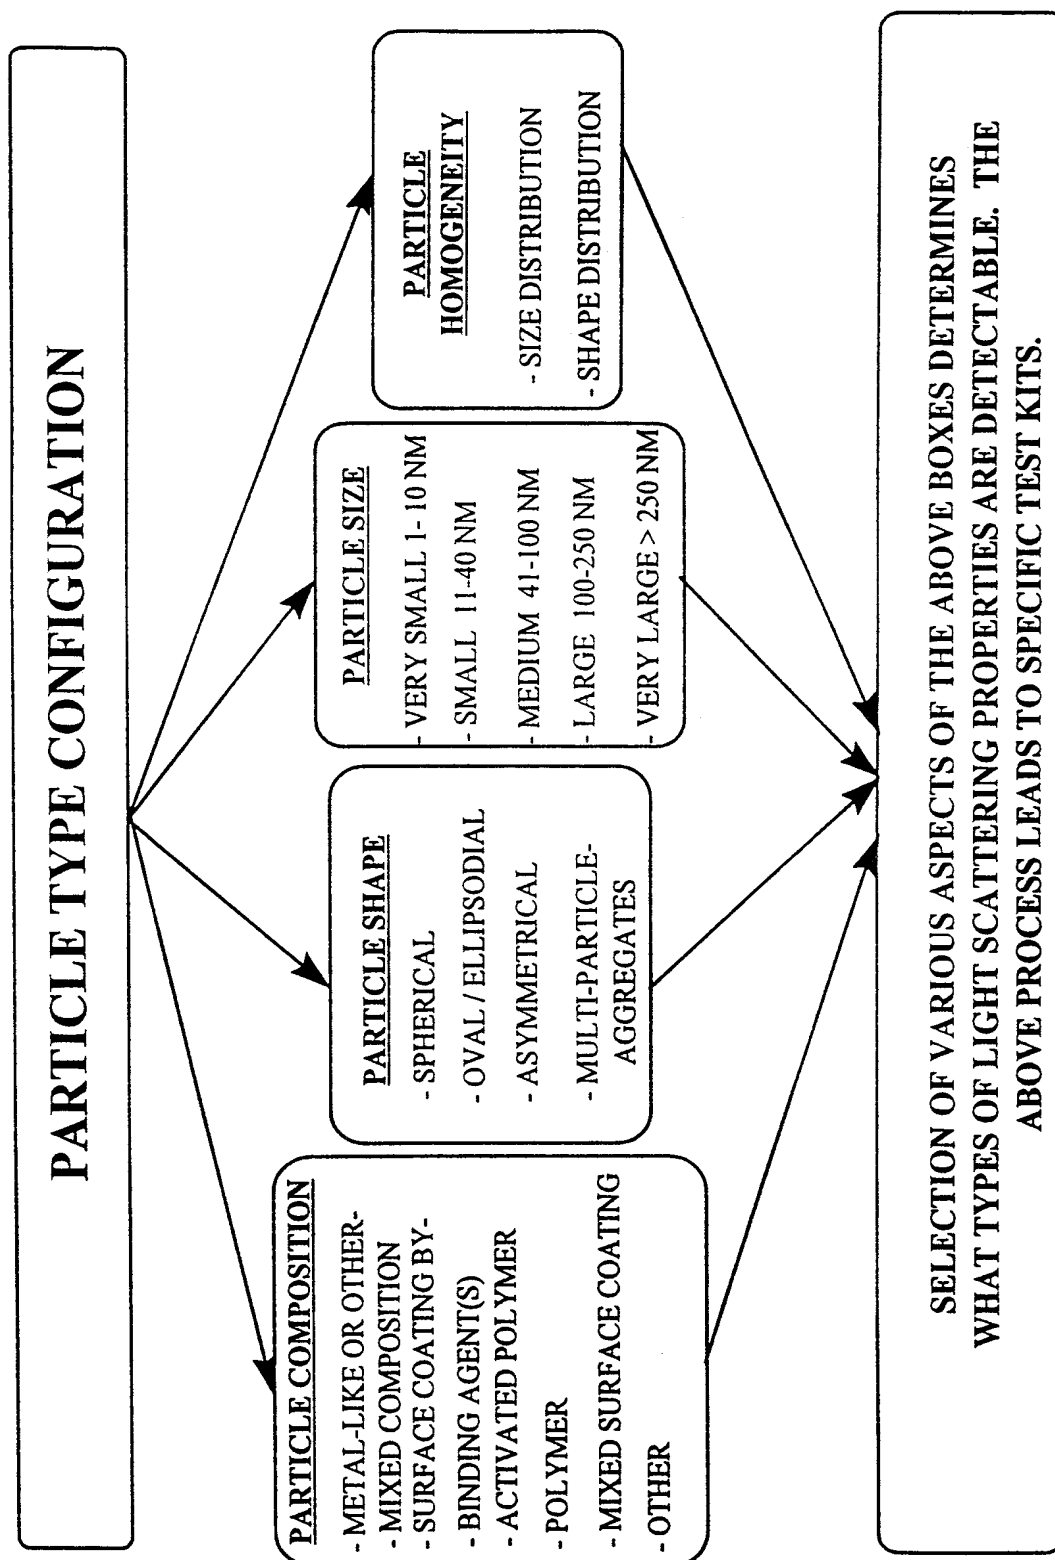 PARTICLE TYPE CONFIGURATION
PARTICLE COMPOSITION
- METAL-LIKE OR OTHER-
- MIXED COMPOSITION
- SURFACE COATING BY-
- BINDING AGENT(S)
- ACTIVATED POLYMER
- POLYMER
- MIXED SURFACE COATING
- OTHER
PARTICLE SHAPE
- SPHERICAL
- OVAL / ELLIPSODIAL
- ASYMMETRICAL
- MULTI-PARTICLE-
AGGREGATES
PARTICLE SIZE
- VERY SMALL 1- 10 NM
- SMALL 11-40 NM
- MEDIUM 41-100 NM
- LARGE 100-250 NM
- VERY LARGE > 250 NM
PARTICLE
HOMOGENEITY
- SIZE DISTRIBUTION
- SHAPE DISTRIBUTION
SELECTION OF VARIOUS ASPECTS OF THE ABOVE BOXES DETERMINES
WHAT TYPES OF LIGHT SCATTERING PROPERTIES ARE DETECTABLE. THE
ABOVE PROCESS LEADS TO SPECIFIC TEST KITS.